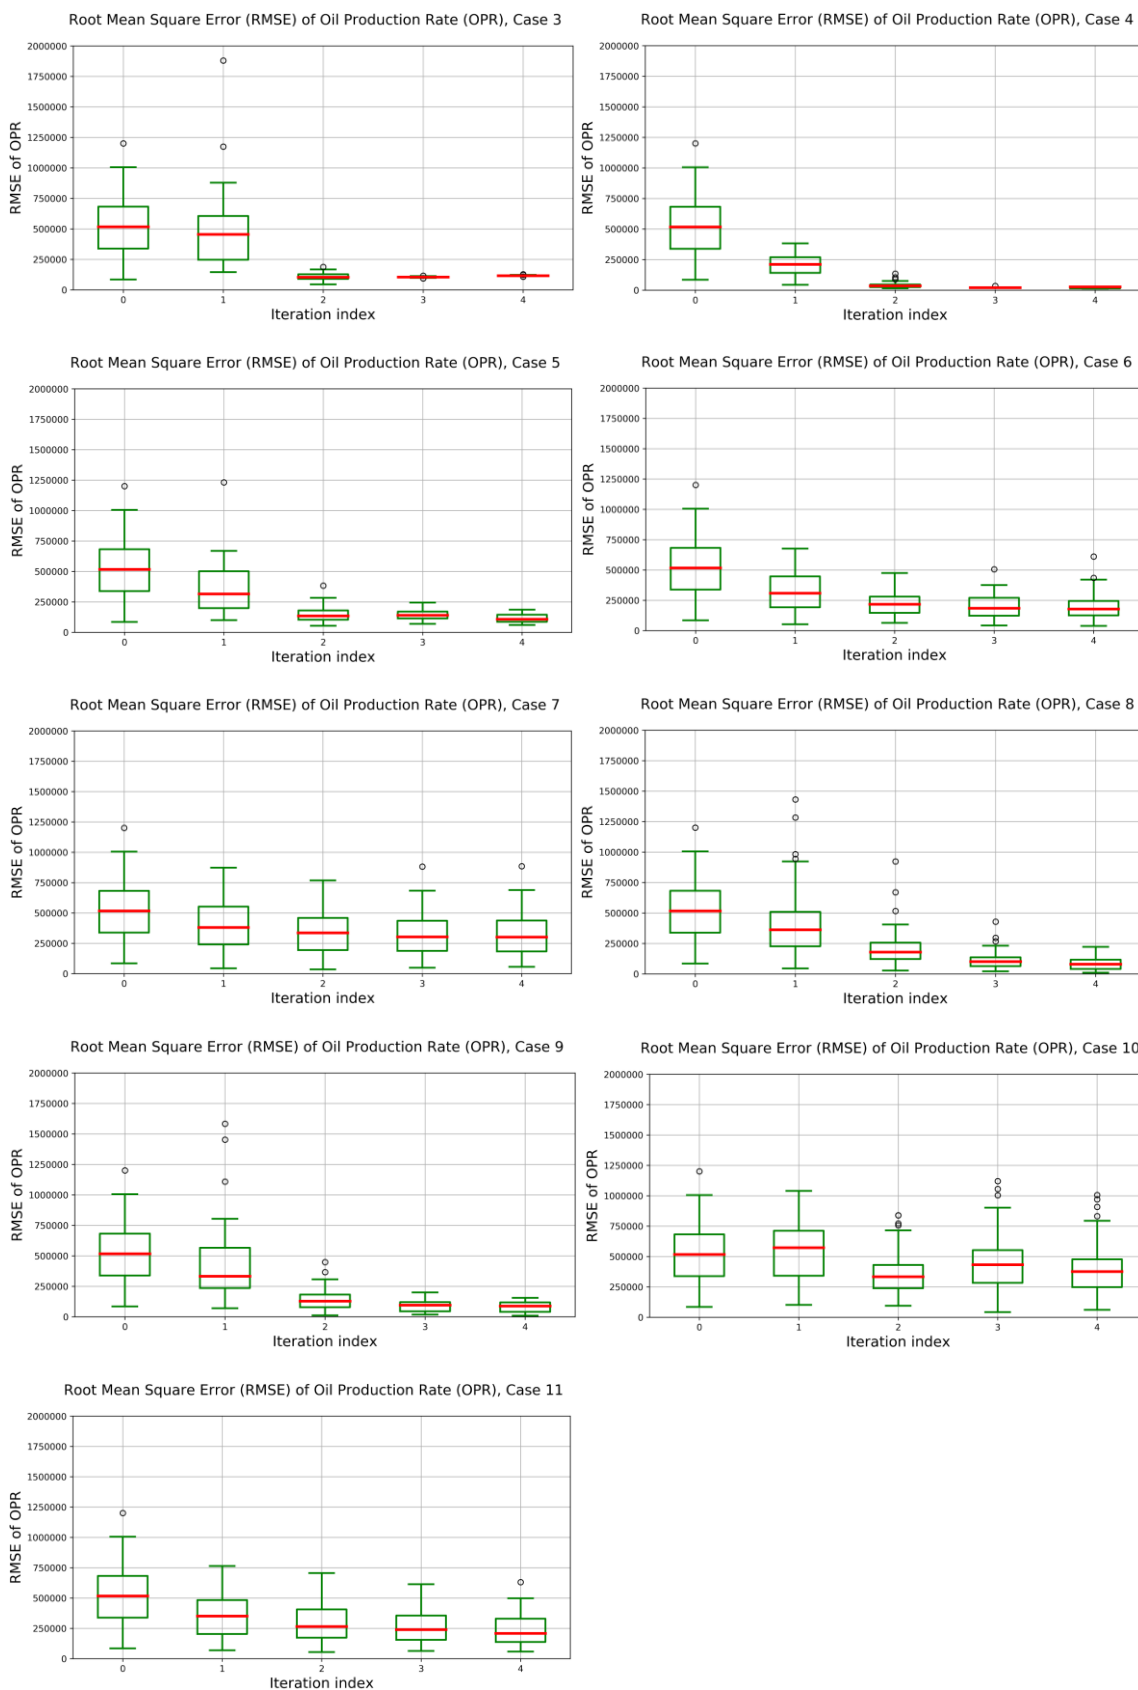 Root Mean Square Error (RMSE) of Oil Production Rate (OPR), Case 3
2000000
1750000
1500000
1250000
1000000
750000
500000
250000
0
RMSE of OPR
0 1 2 3 4
Iteration index
Root Mean Square Error (RMSE) of Oil Production Rate (OPR), Case 4
2000000
1750000
1500000
1250000
1000000
750000
500000
250000
0
RMSE of OPR
0 1 2 3 4
Iteration index
Root Mean Square Error (RMSE) of Oil Production Rate (OPR), Case 5
2000000
1750000
1500000
1250000
1000000
750000
500000
250000
0
RMSE of OPR
0 1 2 3 4
Iteration index
Root Mean Square Error (RMSE) of Oil Production Rate (OPR), Case 6
2000000
1750000
1500000
1250000
1000000
750000
500000
250000
0
RMSE of OPR
0 1 2 3 4
Iteration index
Root Mean Square Error (RMSE) of Oil Production Rate (OPR), Case 7
2000000
1750000
1500000
1250000
1000000
750000
500000
250000
0
RMSE of OPR
0 1 2 3 4
Iteration index
Root Mean Square Error (RMSE) of Oil Production Rate (OPR), Case 8
2000000
1750000
1500000
1250000
1000000
750000
500000
250000
0
RMSE of OPR
0 1 2 3 4
Iteration index
Root Mean Square Error (RMSE) of Oil Production Rate (OPR), Case 9
2000000
1750000
1500000
1250000
1000000
750000
500000
250000
0
RMSE of OPR
0 1 2 3 4
Iteration index
Root Mean Square Error (RMSE) of Oil Production Rate (OPR), Case 10
2000000
1750000
1500000
1250000
1000000
750000
500000
250000
0
RMSE of OPR
0 1 2 3 4
Iteration index
Root Mean Square Error (RMSE) of Oil Production Rate (OPR), Case 11
2000000
1750000
1500000
1250000
1000000
750000
500000
250000
0
RMSE of OPR
0 1 2 3 4
Iteration index